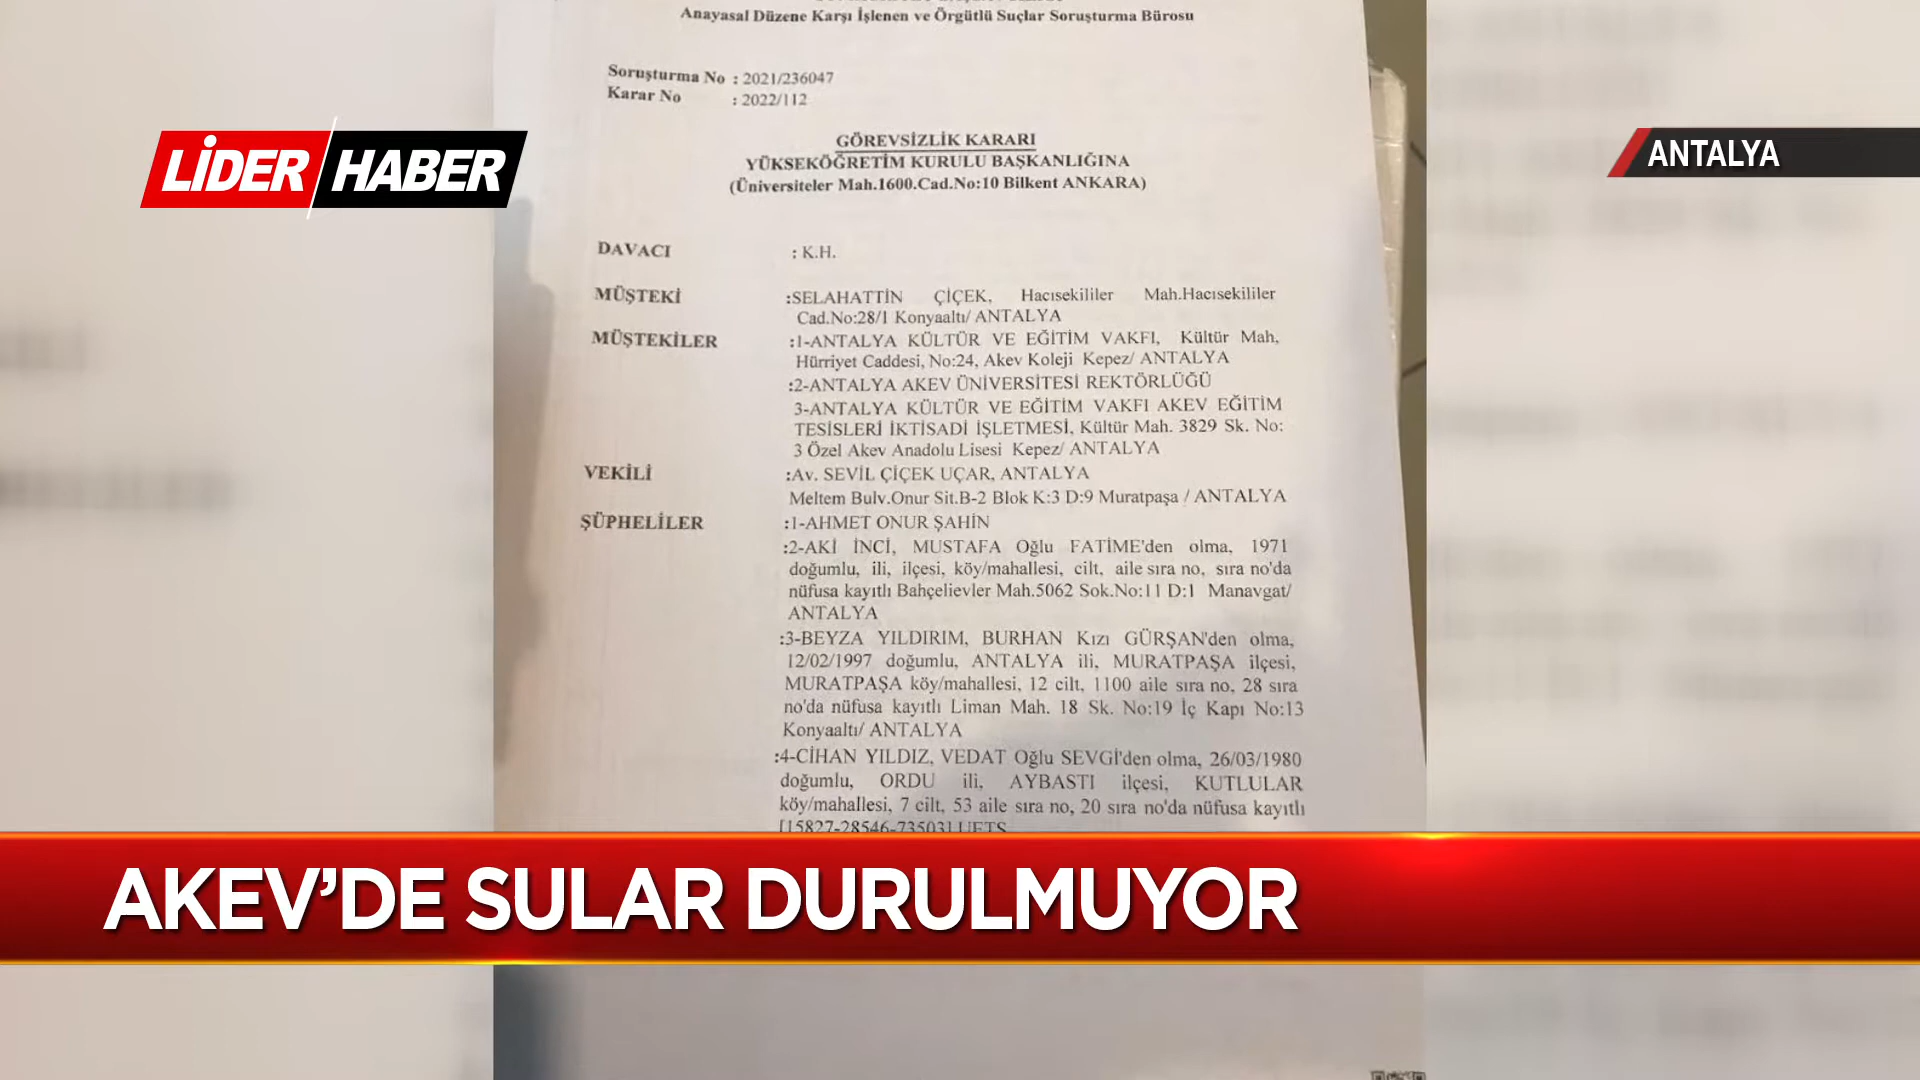 Anayasal Düzene Karşı İşlenen ve Örgütlü Suçlar Soruşturma Bürosu
Soruşturma No : 2021/236047
Karar No : 2022/112
LİDER HABER
ANTALYA
GÖREVSİZLİK KARARI
YÜKSEKÖĞRETİM KURULU BAŞKANLIĞINA
(Üniversiteler Mah.1600.Cad.No:10 Bilkent ANKARA)
DAVACI : K.H.
MÜŞTEKİ :SELAHATTİN ÇİÇEK, Hacısekililer Mah.Hacısekililer
Cad.No:28/1 Konyaaltı/ ANTALYA
MÜŞTEKİLER :1-ANTALYA KÜLTÜR VE EĞİTİM VAKFI, Kültür Mah,
Hürriyet Caddesi, No:24, Akev Koleji Kepez/ ANTALYA
:2-ANTALYA AKEV ÜNİVERSİTESİ REKTÖRLÜĞÜ
3-ANTALYA KÜLTÜR VE EĞİTİM VAKFI AKEV EĞİTİM
TESİSLERİ İKTİSADİ İŞLETMESİ, Kültür Mah. 3829 Sk. No:
3 Özel Akev Anadolu Lisesi Kepez/ ANTALYA
VEKİLİ :Av. SEVİL ÇİÇEK UÇAR, ANTALYA
Meltem Bulv.Onur Sit.B-2 Blok K:3 D:9 Muratpaşa / ANTALYA
ŞÜPHELİLER :1-AHMET ONUR ŞAHİN
:2-AKİ İNCİ, MUSTAFA Oğlu FATİME'den olma, 1971
doğumlu, ili, ilçesi, köy/mahallesi, cilt, aile sıra no, sıra no'da
nüfusa kayıtlı Bahçelievler Mah.5062 Sok.No:11 D:1 Manavgat/
ANTALYA
:3-BEYZA YILDIRIM, BURHAN Kızı GÜRŞAN'den olma,
12/02/1997 doğumlu, ANTALYA ili, MURATPAŞA ilçesi,
MURATPAŞA köy/mahallesi, 12 cilt, 1100 aile sıra no, 28 sıra
no'da nüfusa kayıtlı Liman Mah. 18 Sk. No:19 İç Kapı No:13
Konyaaltı/ ANTALYA
:4-CİHAN YILDIZ, VEDAT Oğlu SEVGİ'den olma, 26/03/1980
doğumlu, ORDU ili, AYBASTI ilçesi, KUTLULAR
köy/mahallesi, 7 cilt, 53 aile sıra no, 20 sıra no'da nüfusa kayıtlı
[15827-28546-73503] UETS
AKEV'DE SULAR DURULMUYOR